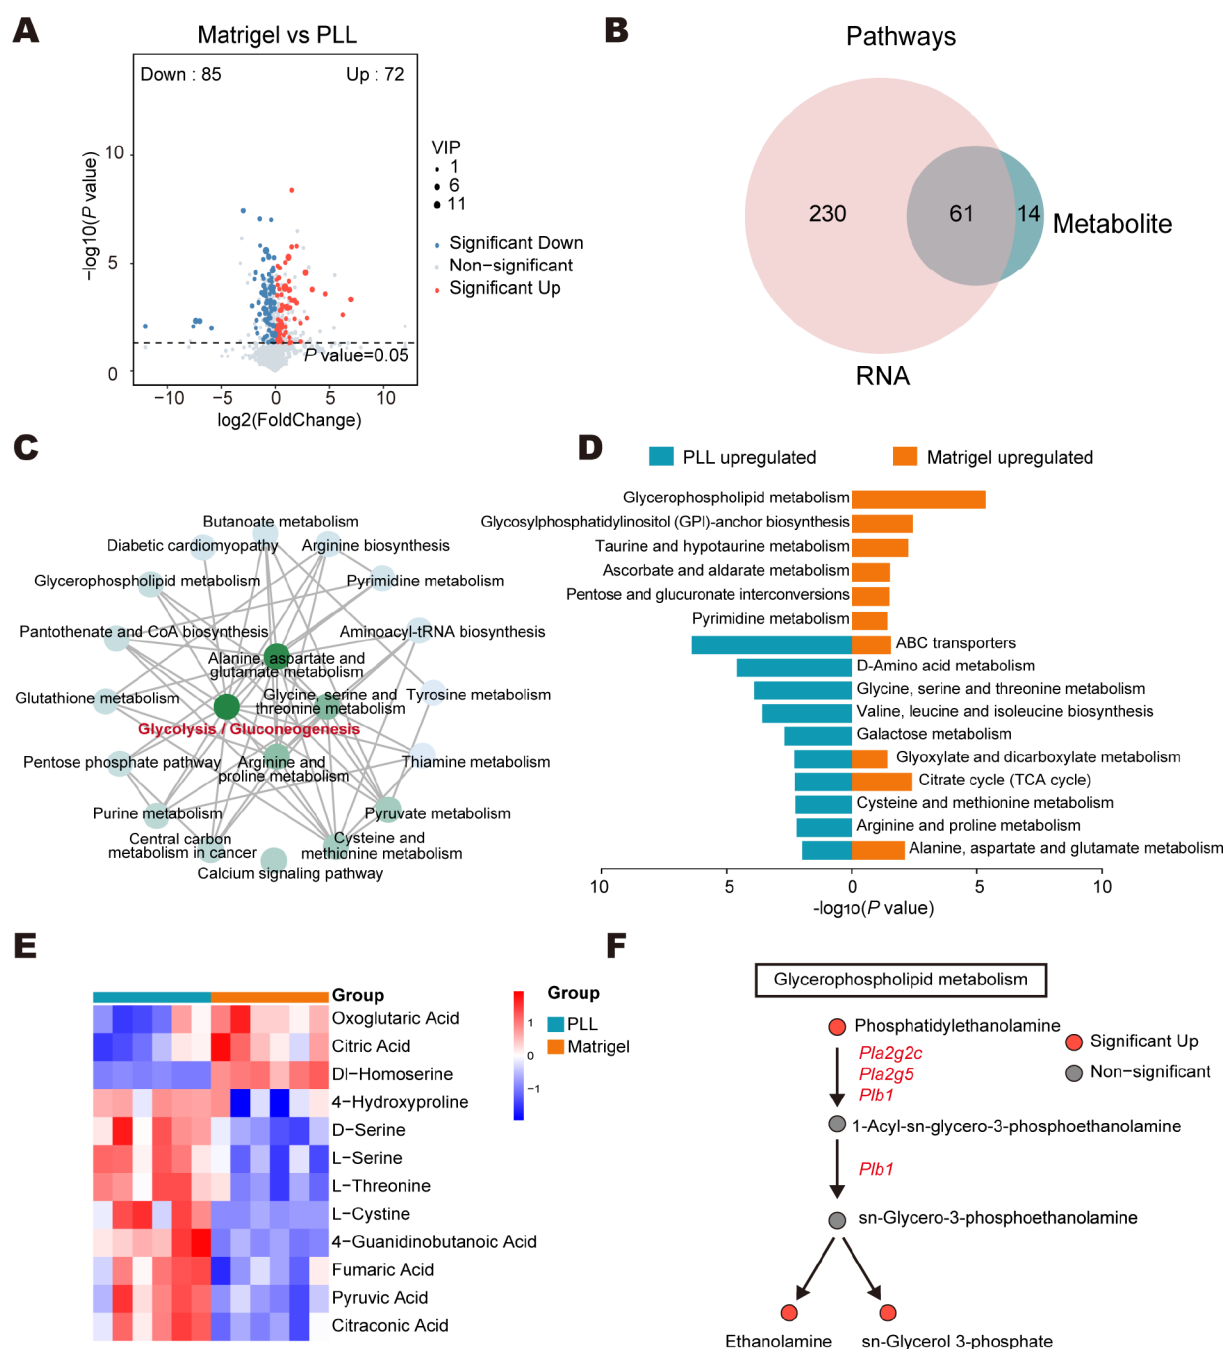 A
Matrigel vs PLL
Down : 85
Up : 72
10
5
0
−log10(P value)
P value=0.05
−10
−5
0
5
10
log2(FoldChange)
VIP
1
6
11
Significant Down
Non−significant
Significant Up
B
Pathways
230
61
14
Metabolite
RNA
C
Butanoate metabolism
Diabetic cardiomyopathy
Arginine biosynthesis
Glycerophospholipid metabolism
Pyrimidine metabolism
Pantothenate and CoA biosynthesis
Aminoacyl-tRNA biosynthesis
Alanine, aspartate and
glutamate metabolism
Glutathione metabolism
Glycine, serine and
threonine metabolism
Tyrosine metabolism
Glycolysis / Gluconeogenesis
Pentose phosphate pathway
Arginine and
proline metabolism
Thiamine metabolism
Purine metabolism
Pyruvate metabolism
Central carbon
metabolism in cancer
Cysteine and
methionine metabolism
Calcium signaling pathway
D
PLL upregulated
Matrigel upregulated
Glycerophospholipid metabolism
Glycosylphosphatidylinositol (GPI)-anchor biosynthesis
Taurine and hypotaurine metabolism
Ascorbate and aldarate metabolism
Pentose and glucuronate interconversions
Pyrimidine metabolism
ABC transporters
D-Amino acid metabolism
Glycine, serine and threonine metabolism
Valine, leucine and isoleucine biosynthesis
Galactose metabolism
Glyoxylate and dicarboxylate metabolism
Citrate cycle (TCA cycle)
Cysteine and methionine metabolism
Arginine and proline metabolism
Alanine, aspartate and glutamate metabolism
10
5
0
5
10
-log10(P value)
E
Group
Oxoglutaric Acid
Citric Acid
Dl−Homoserine
4−Hydroxyproline
D−Serine
L−Serine
L−Threonine
L−Cystine
4−Guanidinobutanoic Acid
Fumaric Acid
Pyruvic Acid
Citraconic Acid
1
0
−1
Group
PLL
Matrigel
F
Glycerophospholipid metabolism
Phosphatidylethanolamine
Pla2g2c
Pla2g5
Plb1
Significant Up
Non-significant
1-Acyl-sn-glycero-3-phosphoethanolamine
Plb1
sn-Glycero-3-phosphoethanolamine
Ethanolamine
sn-Glycerol 3-phosphate